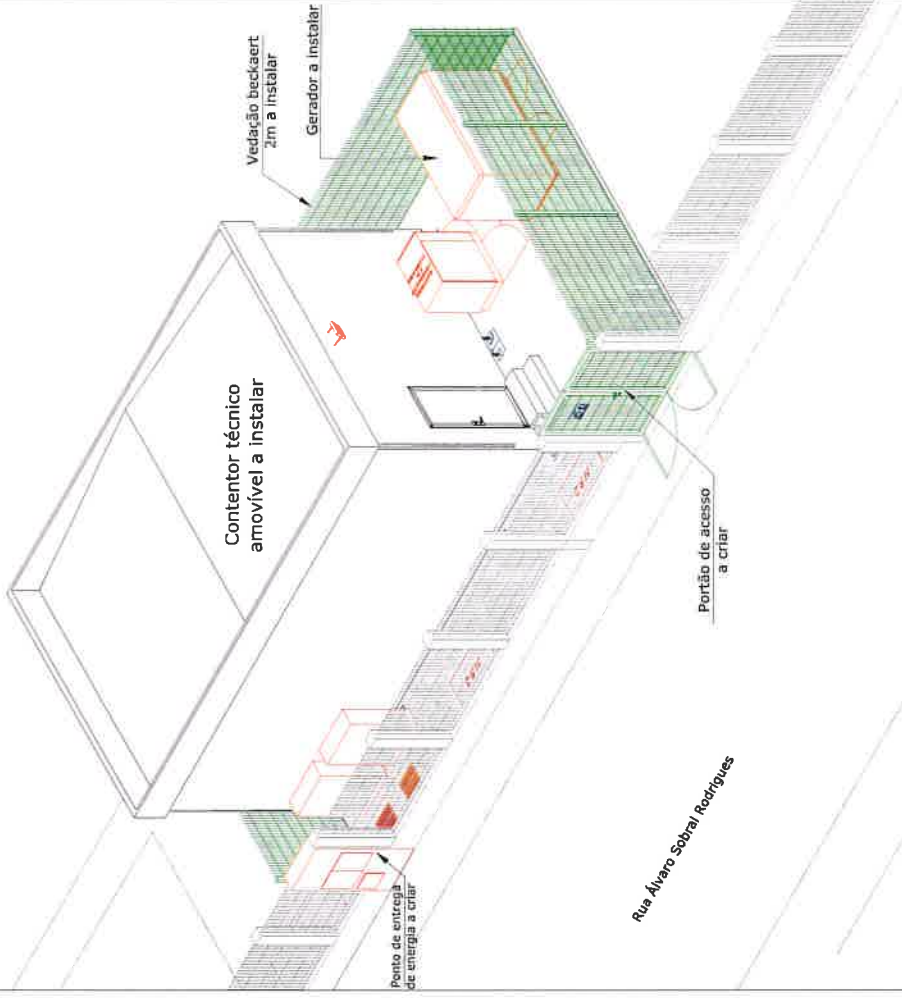 Vedação beckaert
2m a instalar
Gerador a instalar
Contentor técnico
amovível a instalar
Portão de acesso
a criar
Ponto de entrega
de energia a criar
Rua Álvaro Sobral Rodrigues